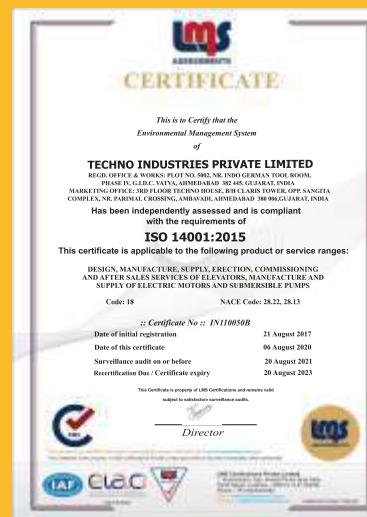 LMS
ASSESSMENTS
CERTIFICATE
This is to Certify that the
Environmental Management System
of
TECHNO INDUSTRIES PRIVATE LIMITED
REGD. OFFICE & WORKS: PLOT NO. 5002, NR. INDO GERMAN TOOL ROOM,
PHASE IV, G.I.D.C. VATVA, AHMEDABAD 382 445. GUJARAT, INDIA
MARKETING OFFICE: 3RD FLOOR TECHNO HOUSE, B/H CLARIS TOWER, OPP. SANGITA
COMPLEX, NR. PARIMAL CROSSING, AMBAVADI, AHMEDABAD 380 006,GUJARAT, INDIA
Has been independently assessed and is compliant
with the requirements of
ISO 14001:2015
This certificate is applicable to the following product or service ranges:
DESIGN, MANUFACTURE, SUPPLY, ERECTION, COMMISSIONING
AND AFTER SALES SERVICES OF ELEVATORS, MANUFACTURE AND
SUPPLY OF ELECTRIC MOTORS AND SUBMERSIBLE PUMPS
Code: 18 NACE Code: 28.22, 28.13
:: Certificate No :: IN110050B
Date of initial registration 21 August 2017
Date of this certificate 06 August 2020
Surveillance audit on or before 20 August 2021
Recertification Due / Certificate expiry 20 August 2023
This Certificate is property of LMS Certifications and remains valid
subject to satisfactore surveillance audits.
Director
LMS
IAF
LMS Certifications Private Limited